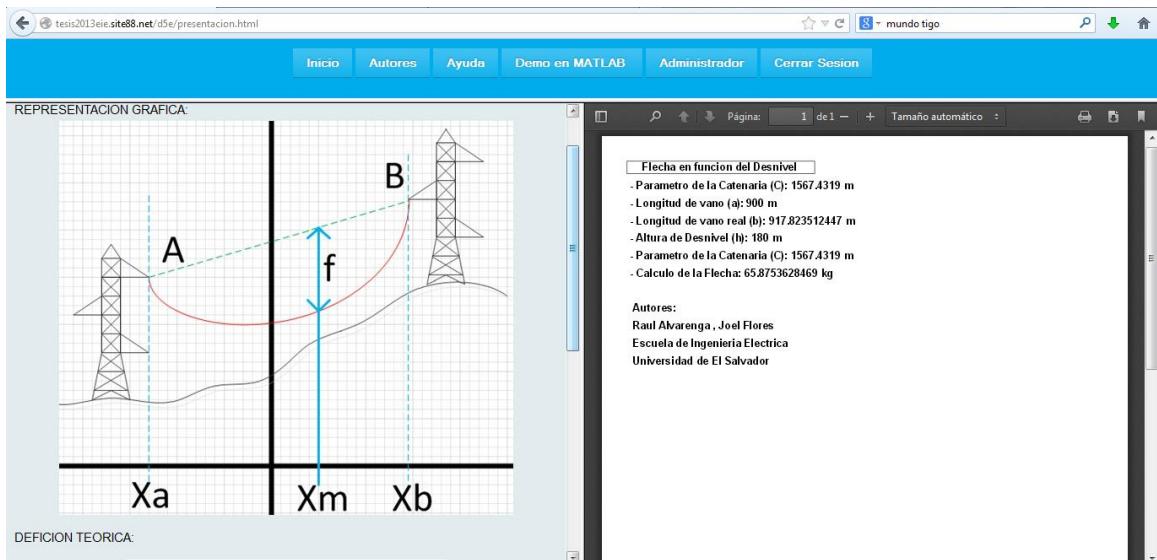 tesis2013eie.site88.net/d5e/presentacion.html
mundo tigo
Inicio Autores Ayuda Demo en MATLAB Administrador Cerrar Sesion
REPRESENTACION GRAFICA:
A
B
f
Xa Xm Xb
DEFICION TEORICA:
Página: 1 de 1 Tamaño automático
Flecha en funcion del Desnivel
- Parametro de la Catenaria (C): 1567.4319 m
- Longitud de vano (a): 900 m
- Longitud de vano real (b): 917.823512447 m
- Altura de Desnivel (h): 180 m
- Parametro de la Catenaria (C): 1567.4319 m
- Calculo de la Flecha: 65.8753628469 kg
Autores:
Raul Alvarenga , Joel Flores
Escuela de Ingenieria Electrica
Universidad de El Salvador